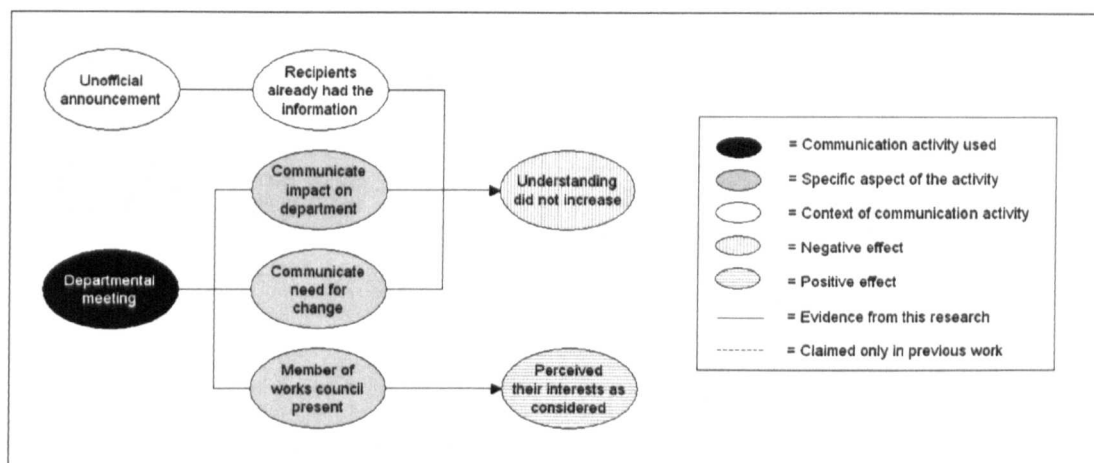 Unofficial
announcement
Recipients
already had the
information
Communicate
impact on
department
Understanding
did not increase
Departmental
meeting
Communicate
need for
change
Member of
works council
present
Perceived
their interests as
considered
= Communication activity used
= Specific aspect of the activity
= Context of communication activity
= Negative effect
= Positive effect
= Evidence from this research
= Claimed only in previous work